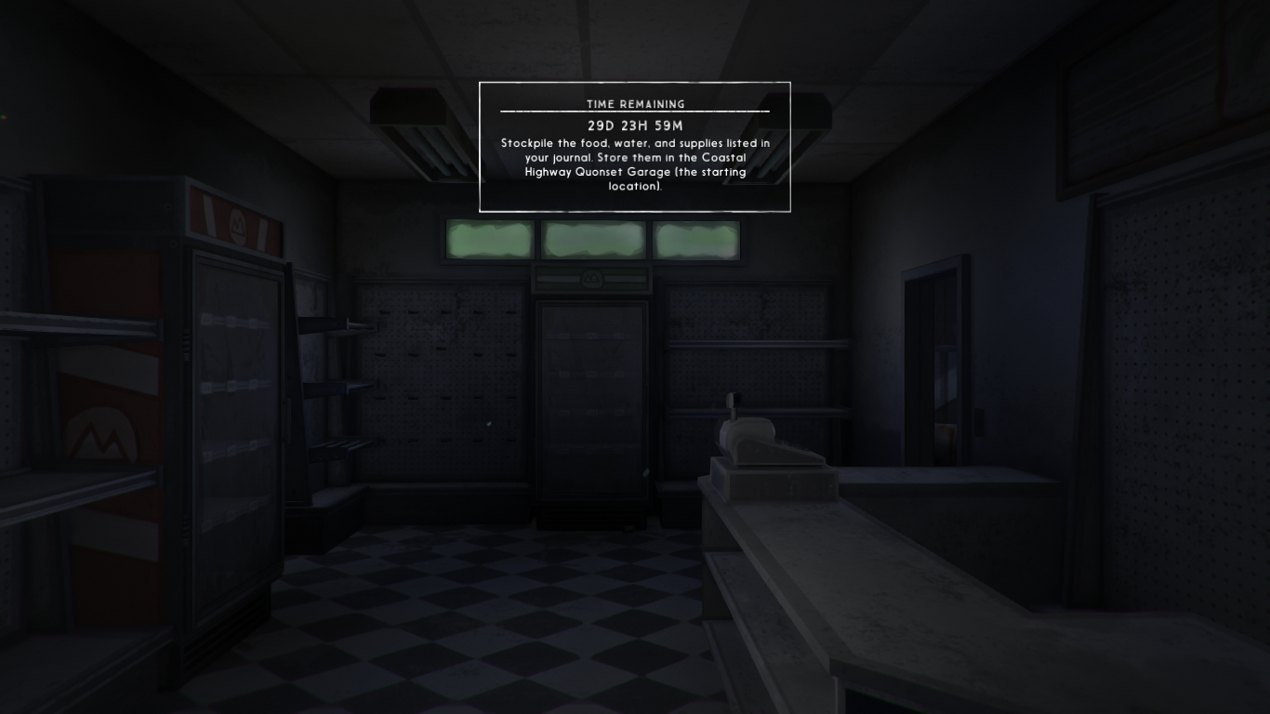 TIME REMAINING
29D 23H 59M
Stockpile the food, water, and supplies listed in
your journal. Store them in the Coastal
Highway Quonset Garage (the starting
location).